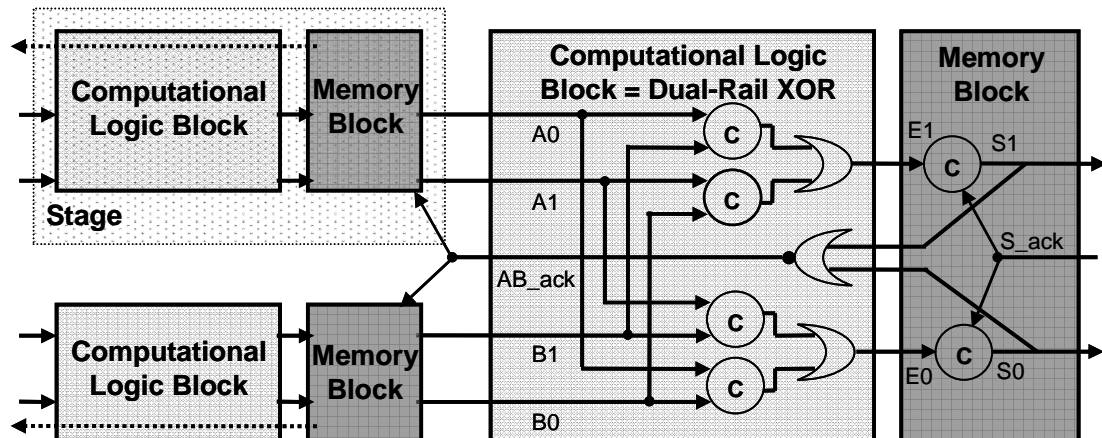 Computational
Logic Block
Memory
Block
Stage
Computational Logic
Block = Dual-Rail XOR
Memory
Block
A0
A1
C
C
E1
C
S1
S_ack
AB_ack
Computational
Logic Block
Memory
Block
B1
B0
C
C
E0
C
S0